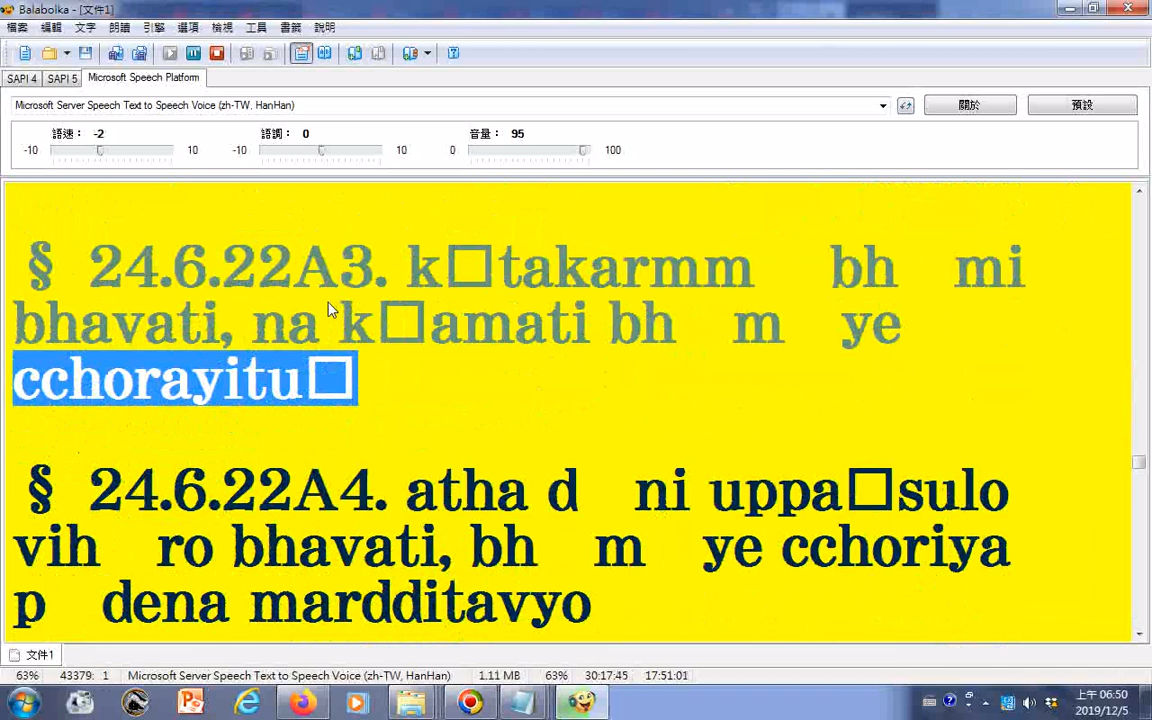 Balabolka - [文件1]
檔案 編輯 文字 朗讀 引擎 選項 檢視 工具 書籤 說明
SAPI 4 SAPI 5 Microsoft Speech Platform
Microsoft Server Speech Text to Speech Voice (zh-TW, HanHan) 關於 預設
語速： -2 語調： 0 音量： 95
-10 10 -10 10 0 100
§ 24.6.22A3. k□takarmm bh mi
bhavati, na k□amati bh m ye
cchorayitu□
§ 24.6.22A4. atha d ni uppa□sulo
vih ro bhavati, bh m ye cchoriya
p dena mardditavyo
文件1
63% 43379: 1 Microsoft Server Speech Text to Speech Voice (zh-TW, HanHan) 1.11 MB 63% 30:17:45 17:51:01
上午 06:50
2019/12/5